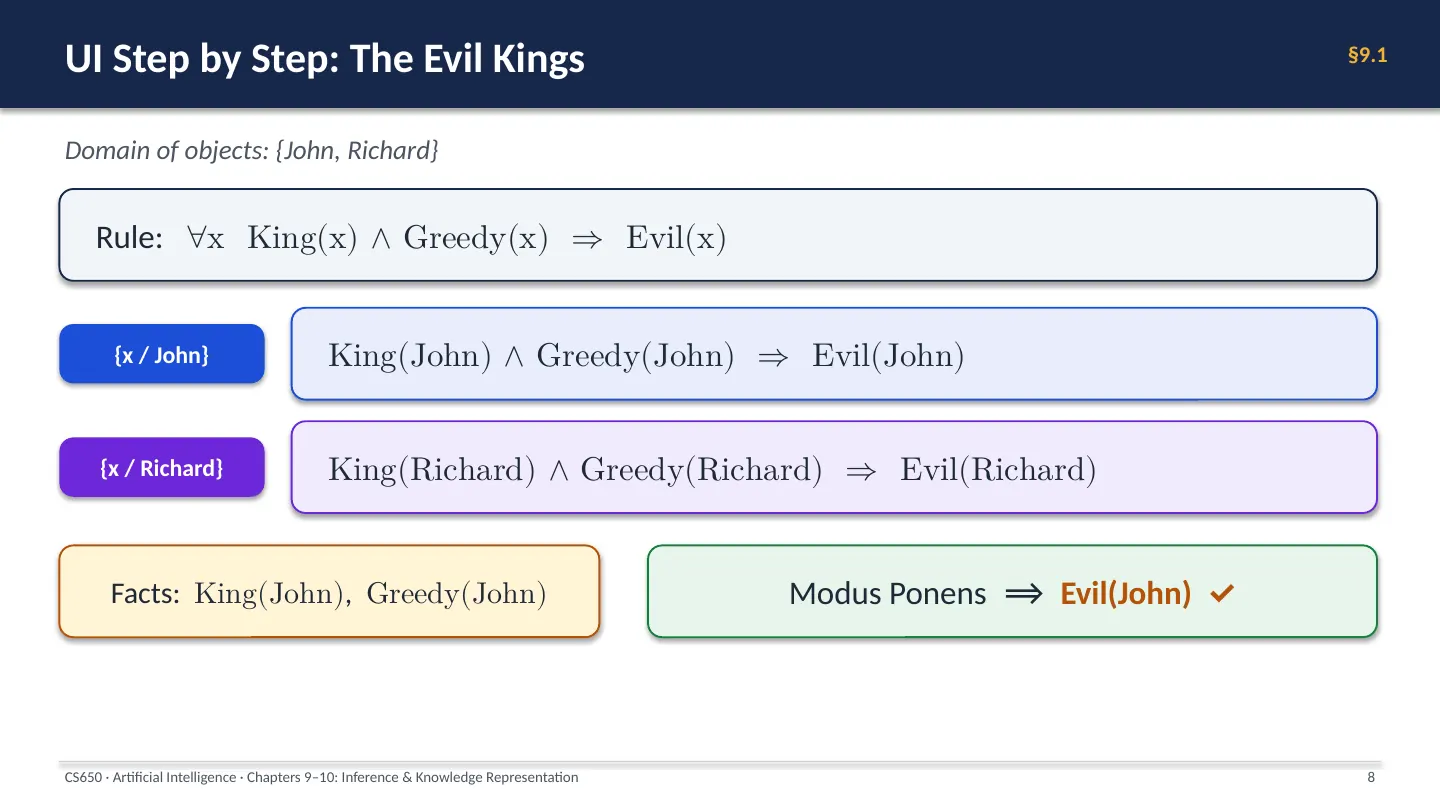 UI Step by Step: The Evil Kings
§9.1
Domain of objects: {John, Richard}
Rule: ∀x King(x) ∧ Greedy(x) ⇒ Evil(x)
{x / John}
King(John) ∧ Greedy(John) ⇒ Evil(John)
{x / Richard}
King(Richard) ∧ Greedy(Richard) ⇒ Evil(Richard)
Facts: King(John), Greedy(John)
Modus Ponens ⟹ Evil(John) ✓
CS650 · Artificial Intelligence · Chapters 9–10: Inference & Knowledge Representation
8